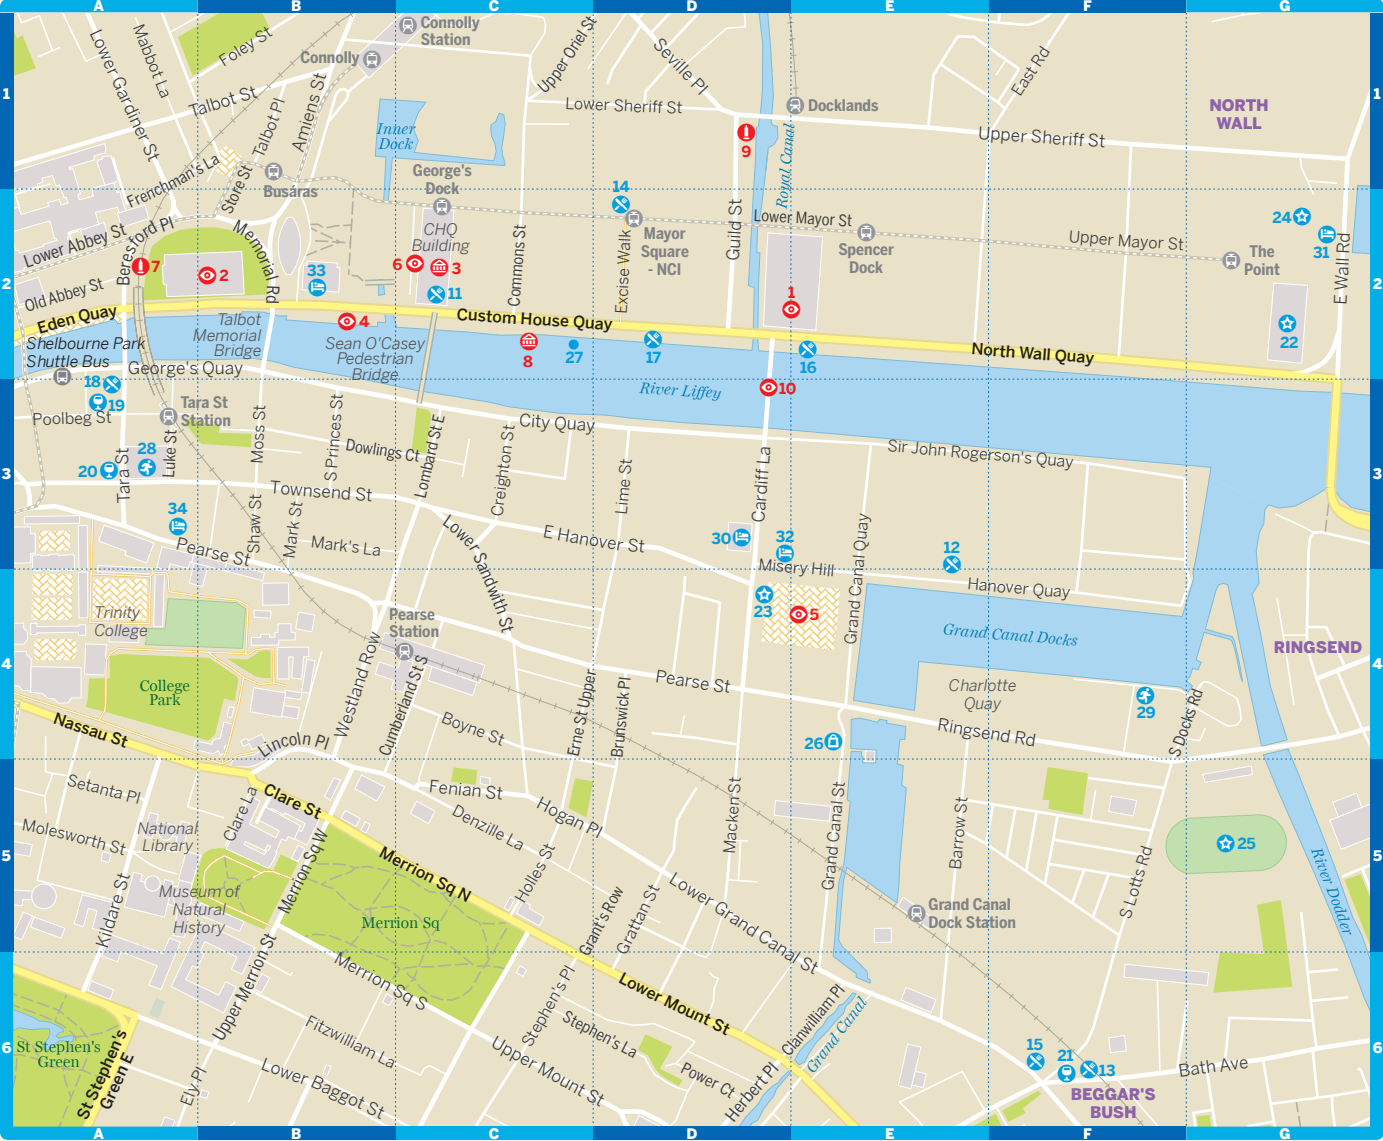 A B C D E F G
1
Connolly
Station
Connolly
Foley St
Mabbot La
Lower Gardiner St
Talbot St
Talbot Pl
Amiens St
Upper Oriel St
Seville Pl
Lower Sheriff St
Docklands
East Rd
NORTH
WALL
Upper Sheriff St
Inner
Dock
Royal Canal
9
1
Frenchman's La
Store St
Busáras
George's
Dock
14
Lower Mayor St
24
31
Lower Abbey St
Beresford Pl
Memorial Rd
CHQ
Building
Commons St
Excise Walk
Mayor
Square
- NCI
Guild St
Spencer
Dock
Upper Mayor St
The
Point
E Wall Rd
2
7
2
33
6
3
11
1
22
2
Old Abbey St
Eden Quay
Custom House Quay
North Wall Quay
Talbot
Memorial
Bridge
4
Sean O'Casey
Pedestrian
Bridge
8
27
17
16
Shelbourne Park
Shuttle Bus
George's Quay
18
19
River Liffey
10
Poolbeg St
Tara St
Station
Moss St
S Princes St
Dowlings Ct
Lombard St E
City Quay
Creighton St
Lime St
Cardiff La
Sir John Rogerson's Quay
3
20
28
Tara St
Luke St
Townsend St
3
34
Shaw St
Mark St
Mark's La
Pearse St
Lower Sandwith St
E Hanover St
30
32
Misery Hill
Grand Canal Quay
12
Hanover Quay
23
5
Trinity
College
Pearse
Station
Grand Canal Docks
RINGSEND
4
College
Park
Westland Row
Cumberland St S
Boyne St
Erne St Upper
Brunswick Pl
Pearse St
Charlotte
Quay
29
S Docks Rd
4
Nassau St
Lincoln Pl
26
Ringsend Rd
Setanta Pl
Clare La
Clare St
Fenian St
Denzille La
Hogan Pl
Macken St
Grand Canal St
Barrow St
Molesworth St
National
Library
Merrion Sq W
Merrion Sq N
Holles St
S Lotts Rd
25
River Dodder
5
5
Kildare St
Museum of
Natural
History
Merrion Sq
Grant's Row
Grattan St
Lower Grand Canal St
Grand Canal
Dock Station
Upper Merrion St
Merrion Sq S
Stephen's Pl
Lower Mount St
Clanwilliam Pl
Grand Canal
St Stephen's
Green
St Stephen's
Green E
Ely Pl
Fitzwilliam La
Lower Baggot St
Upper Mount St
Stephen's La
Power Ct
Herbert Pl
15
21
13
Bath Ave
BEGGAR'S
BUSH
6
6
A B C D E F G